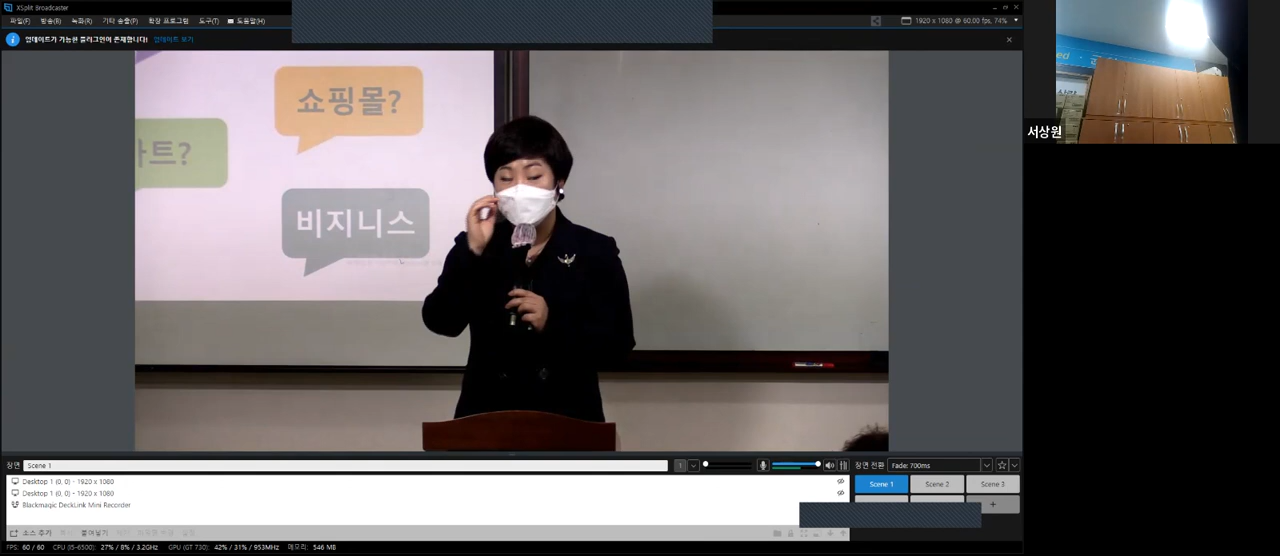 XSplit Broadcaster
파일(F) 방송(B) 녹화(R) 기타 송출(P) 확장 프로그램 도구(T) 도움말(H)
1920 x 1080 @ 60.00 fps, 74%
업데이트가 가능한 플러그인이 존재합니다! 업데이트 보기
쇼핑몰?
마트?
비지니스
서상원
장면 Scene 1
1
장면 전환 Fade: 700ms
Desktop 1 (0, 0) - 1920 x 1080
Desktop 1 (0, 0) - 1920 x 1080
Blackmagic DeckLink Mini Recorder
Scene 1 Scene 2 Scene 3
소스 추가 붙여넣기
FPS: 60 / 60 CPU (i5-6500): 27% / 8% / 3.2GHz GPU (GT 730): 42% / 31% / 953MHz 메모리: 546 MB